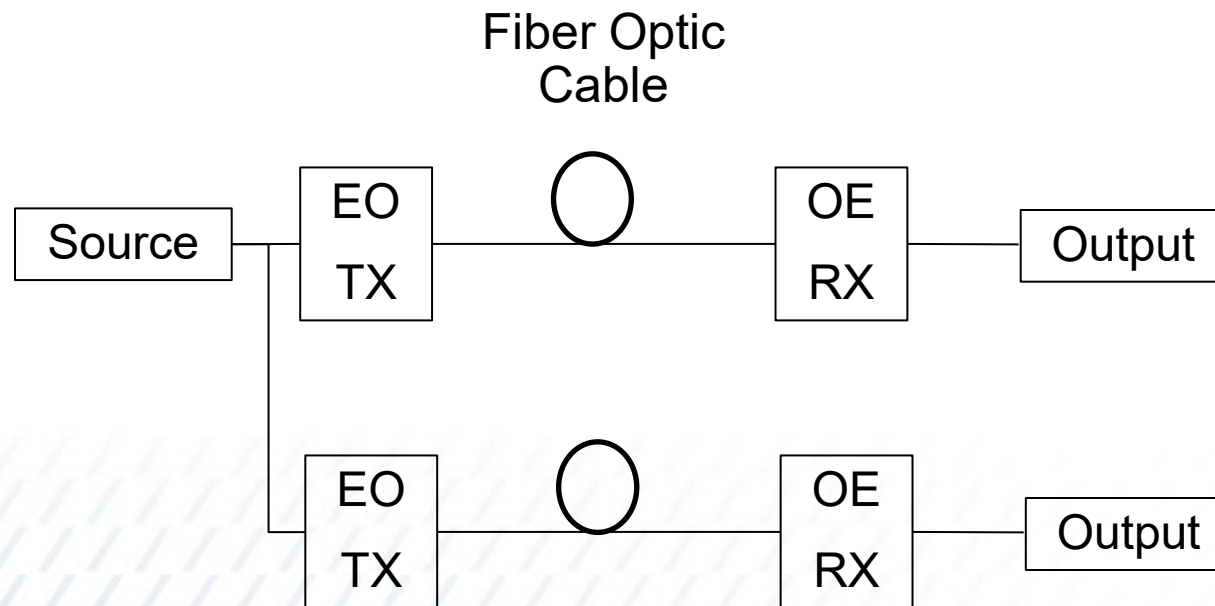 Fiber Optic
Cable
Source
EO
TX
OE
RX
Output
EO
TX
OE
RX
Output